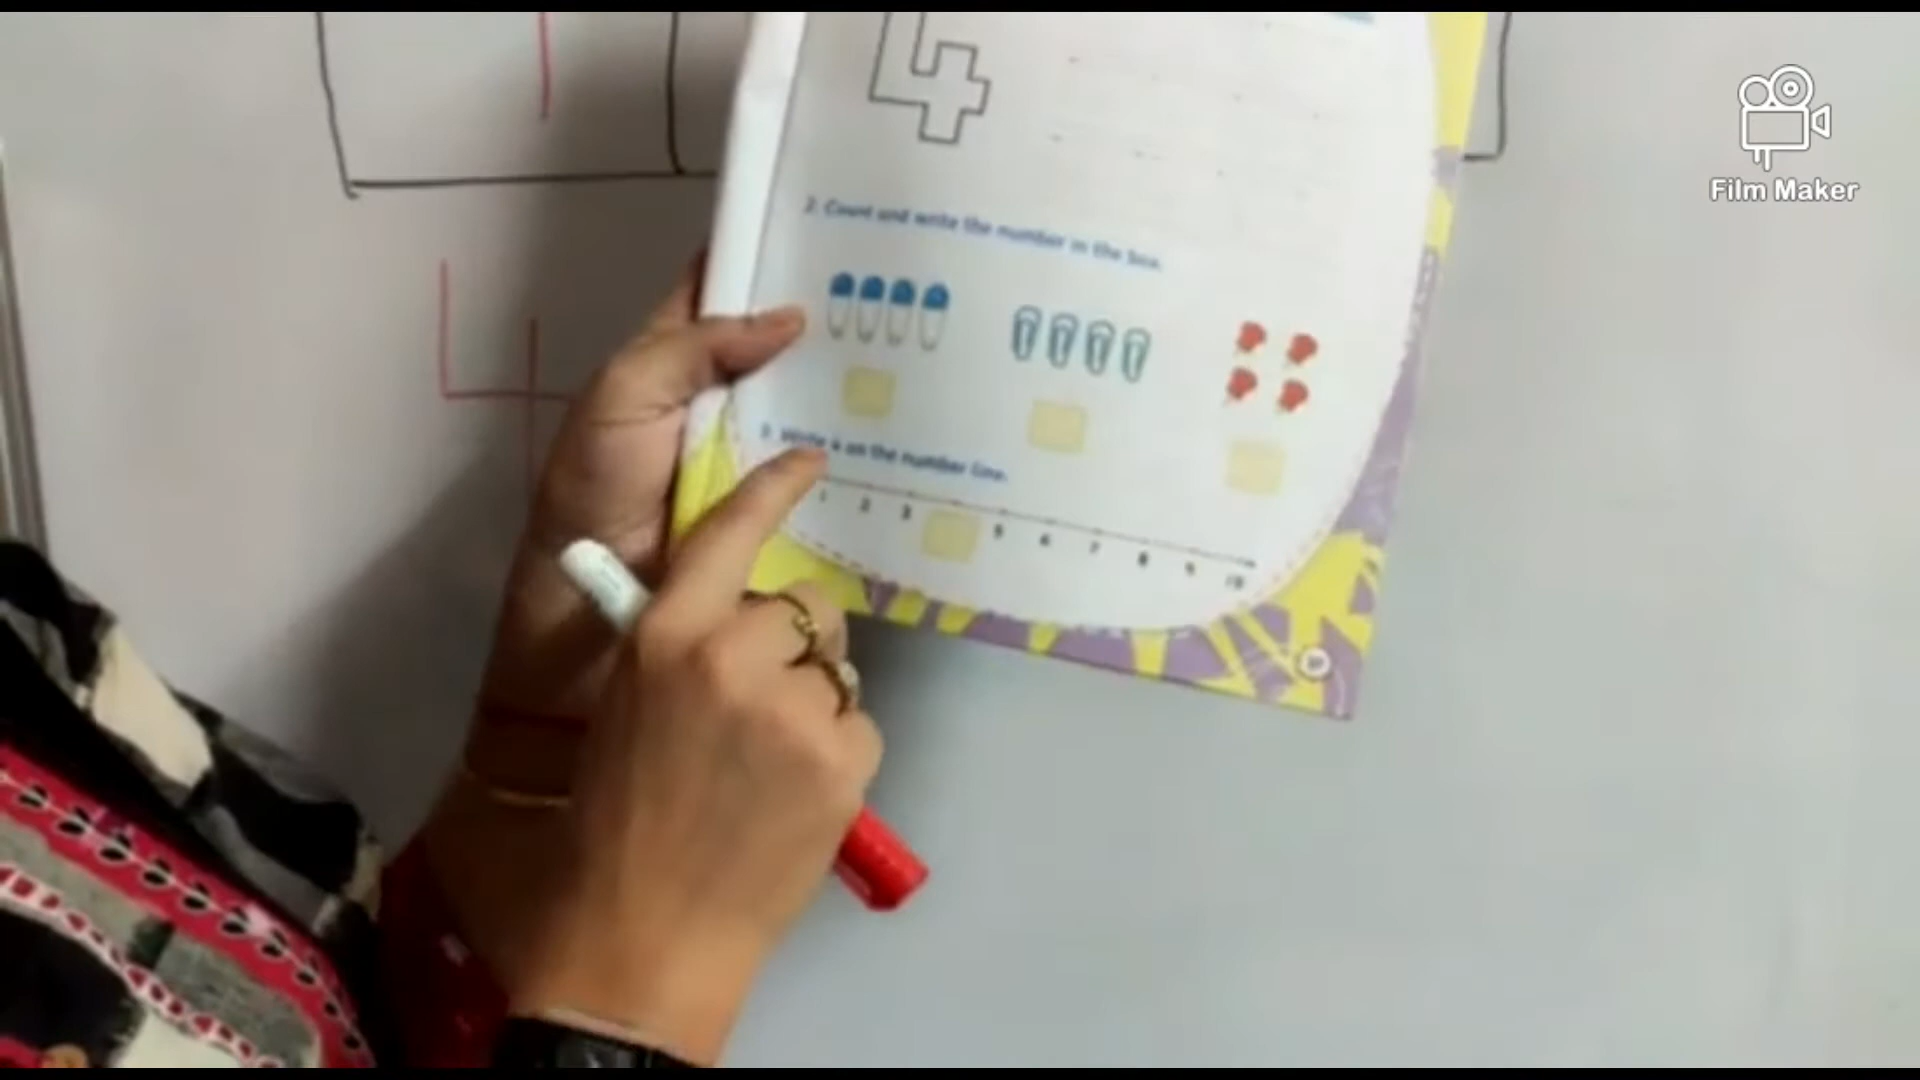 Film Maker
4
2. Count and write the number in the box.
4
3. Write 4 on the number line.
1 2 3 5 6 7 8 9 10